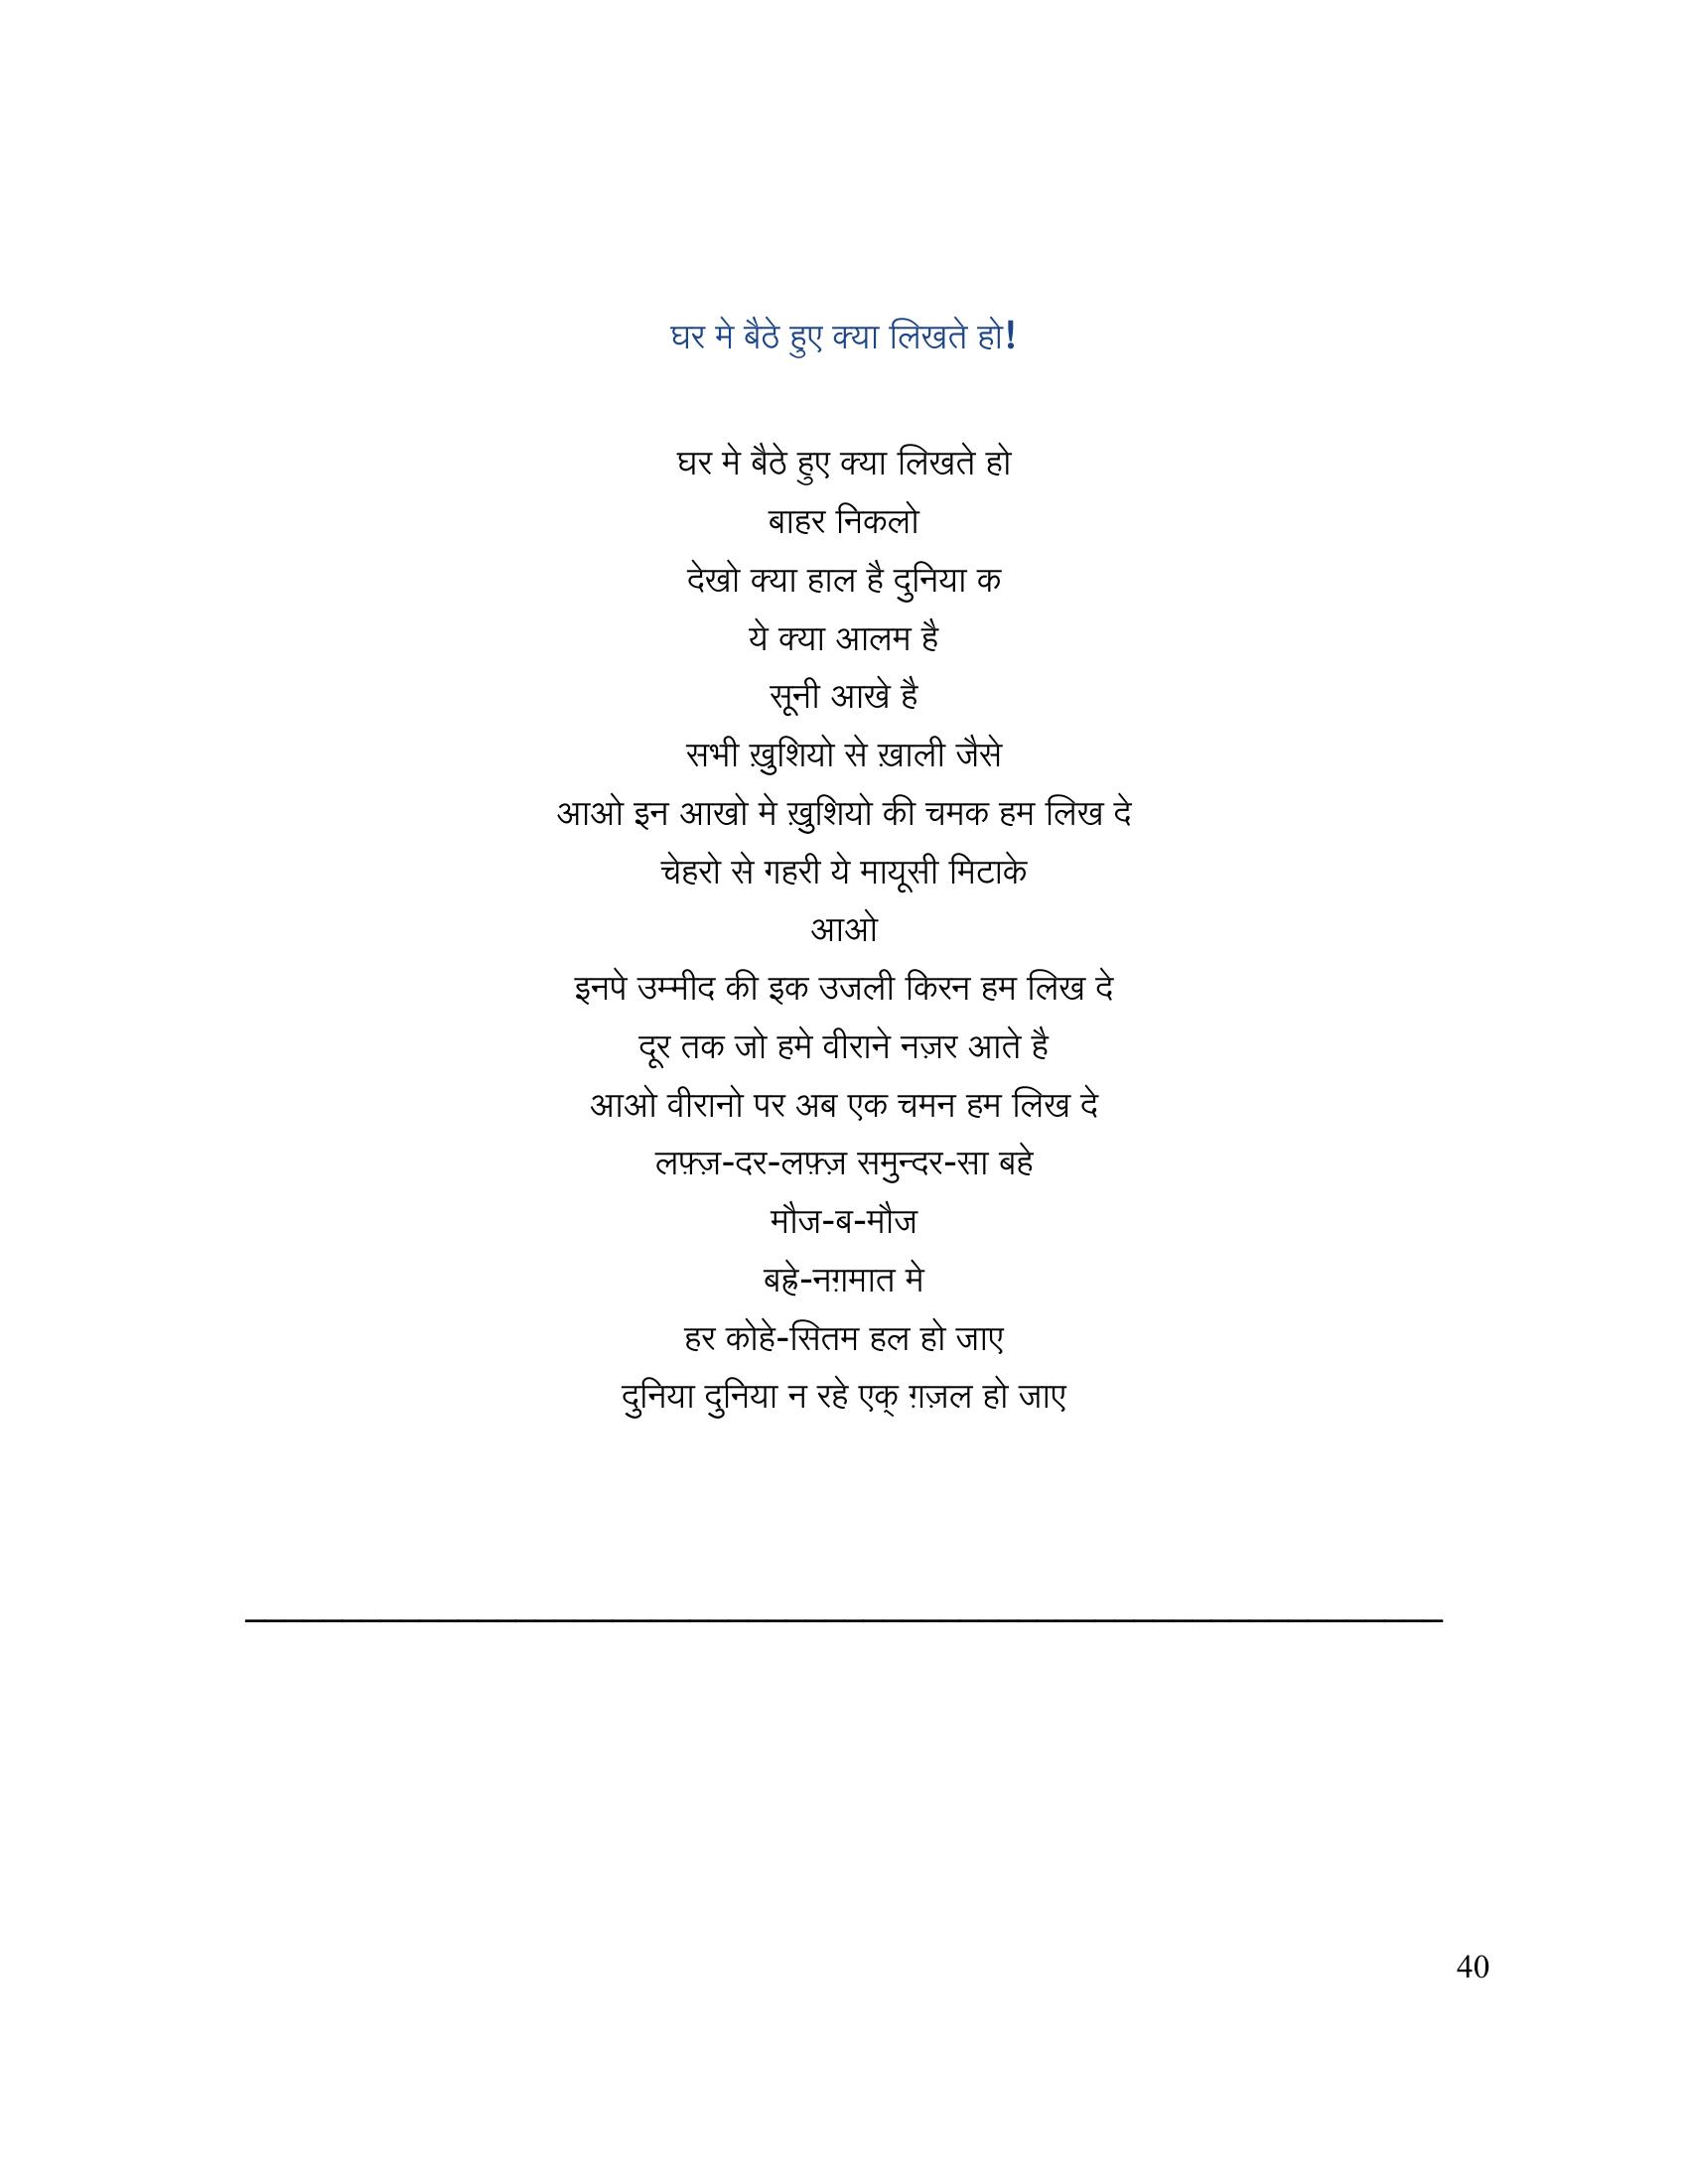 घर मे बैठे हुए क्या लिखते हो!
घर मे बैठे हुए क्या लिखते हो
बाहर निकलो
देखो क्या हाल है दुनिया क
ये क्या आलम है
सूनी आखे है
सभी ख़ुशियो से ख़ाली जैसे
आओ इन आखो मे ख़ुशियो की चमक हम लिख दे
चेहरो से गहरी ये मायूसी मिटाके
आओ
इनपे उम्मीद की इक उजली किरन हम लिख दे
दूर तक जो हमे वीराने नज़र आते है
आओ वीरानो पर अब एक चमन हम लिख दे
लफ़्ज़-दर-लफ़्ज़ समुन्दर-सा बहे
मौज-ब-मौज
बह्रे-नग़मात मे
हर कोहे-सितम हल हो जाए
दुनिया दुनिया न रहे एक् ग़ज़ल हो जाए
40